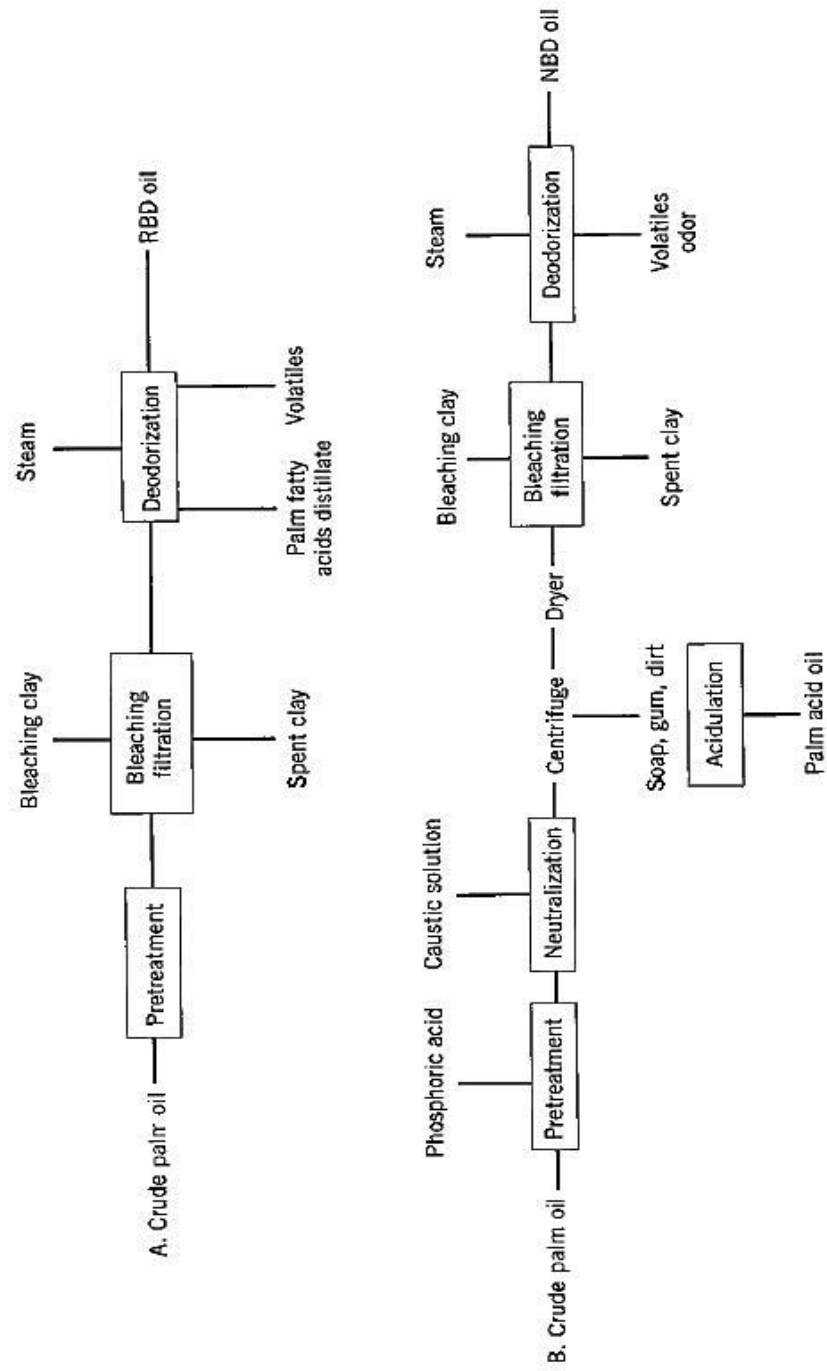 Steam
Bleaching clay
A. Crude palm oil
Pretreatment
Bleaching
filtration
Deodorization
RBD oil
Spent clay
Palm fatty
acids distillate
Volatiles
Phosphoric acid
Caustic solution
Bleaching clay
Steam
B. Crude palm oil
Pretreatment
Neutralization
Centrifuge
Dryer
Bleaching
filtration
Deodorization
NBD oil
Soap, gum, dirt
Acidulation
Palm acid oil
Spent clay
Volatiles
odor